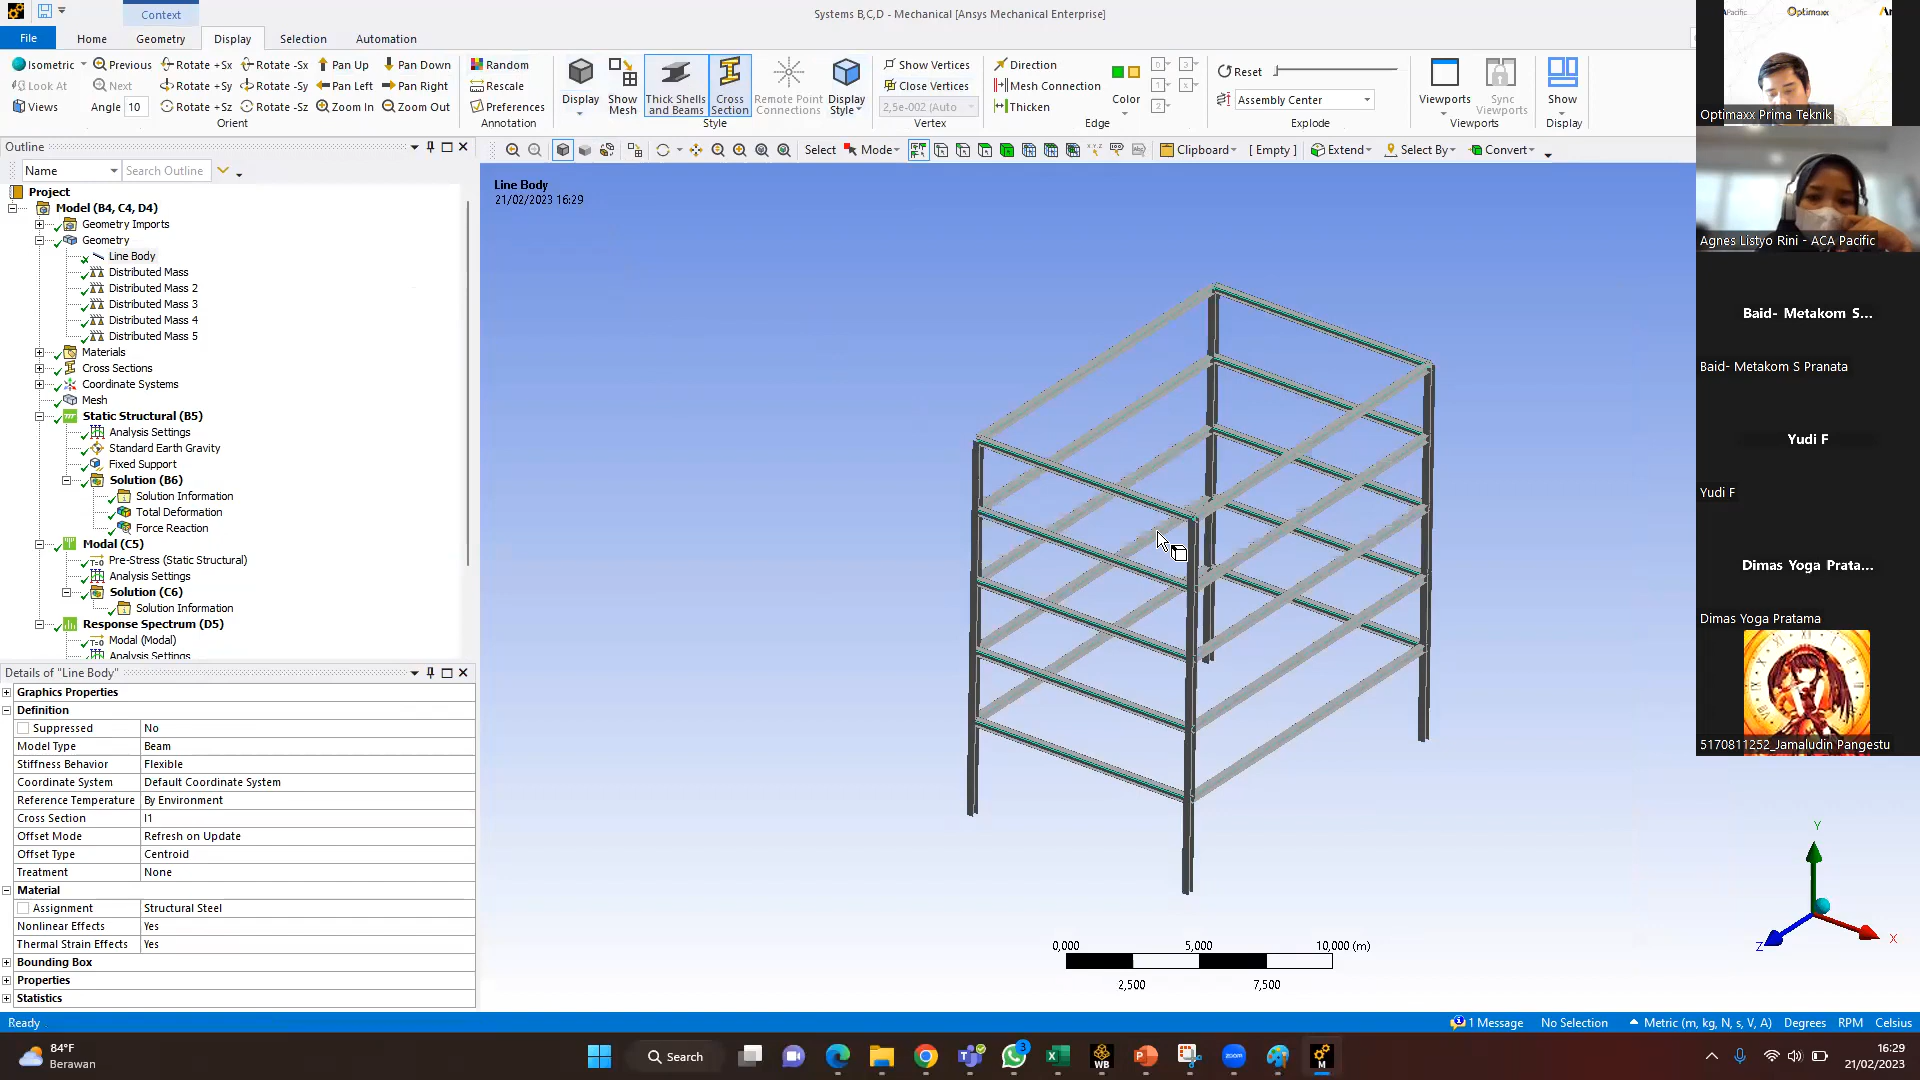 Context
Systems B,C,D - Mechanical [Ansys Mechanical Enterprise]
File
Home
Geometry
Display
Selection
Automation
Isometric
Previous
Rotate +Sx
Rotate -Sx
Pan Up
Pan Down
Random
Look At
Next
Rotate +Sy
Rotate -Sy
Pan Left
Pan Right
Rescale
Views
Angle 10
Rotate +Sz
Rotate -Sz
Zoom In
Zoom Out
Preferences
Orient
Annotation
Display
Show Mesh
Thick Shells and Beams
Cross Section
Remote Point Connections
Display Style
Style
Show Vertices
Close Vertices
2,5e-002 (Auto
Vertex
Direction
Mesh Connection
Thicken
Color
Edge
Reset
Assembly Center
Explode
Viewports
Sync Viewports
Viewports
Show
Display
Outline
Name
Search Outline
Select
Mode
Clipboard
[ Empty ]
Extend
Select By
Convert
Project
Model (B4, C4, D4)
Geometry Imports
Geometry
Line Body
Distributed Mass
Distributed Mass 2
Distributed Mass 3
Distributed Mass 4
Distributed Mass 5
Materials
Cross Sections
Coordinate Systems
Mesh
Static Structural (B5)
Analysis Settings
Standard Earth Gravity
Fixed Support
Solution (B6)
Solution Information
Total Deformation
Force Reaction
Modal (C5)
Pre-Stress (Static Structural)
Analysis Settings
Solution (C6)
Solution Information
Response Spectrum (D5)
Modal (Modal)
Analysis Settings
Details of "Line Body"
Graphics Properties
Definition
Suppressed No
Model Type Beam
Stiffness Behavior Flexible
Coordinate System Default Coordinate System
Reference Temperature By Environment
Cross Section I1
Offset Mode Refresh on Update
Offset Type Centroid
Treatment None
Material
Assignment Structural Steel
Nonlinear Effects Yes
Thermal Strain Effects Yes
Bounding Box
Properties
Statistics
Line Body
21/02/2023 16:29
0,000 5,000 10,000 (m)
2,500 7,500
Y
X
Z
Optimaxx
Optimaxx Prima Teknik
Agnes Listyo Rini - ACA Pacific
Baid- Metakom S...
Baid- Metakom S Pranata
Yudi F
Yudi F
Dimas Yoga Prata...
Dimas Yoga Pratama
5170811252_Jamaludin Pangestu
Ready
1 Message
No Selection
Metric (m, kg, N, s, V, A)
Degrees
RPM
Celsius
84°F
Berawan
Search
3
WB
zoom
M
16:29
21/02/2023